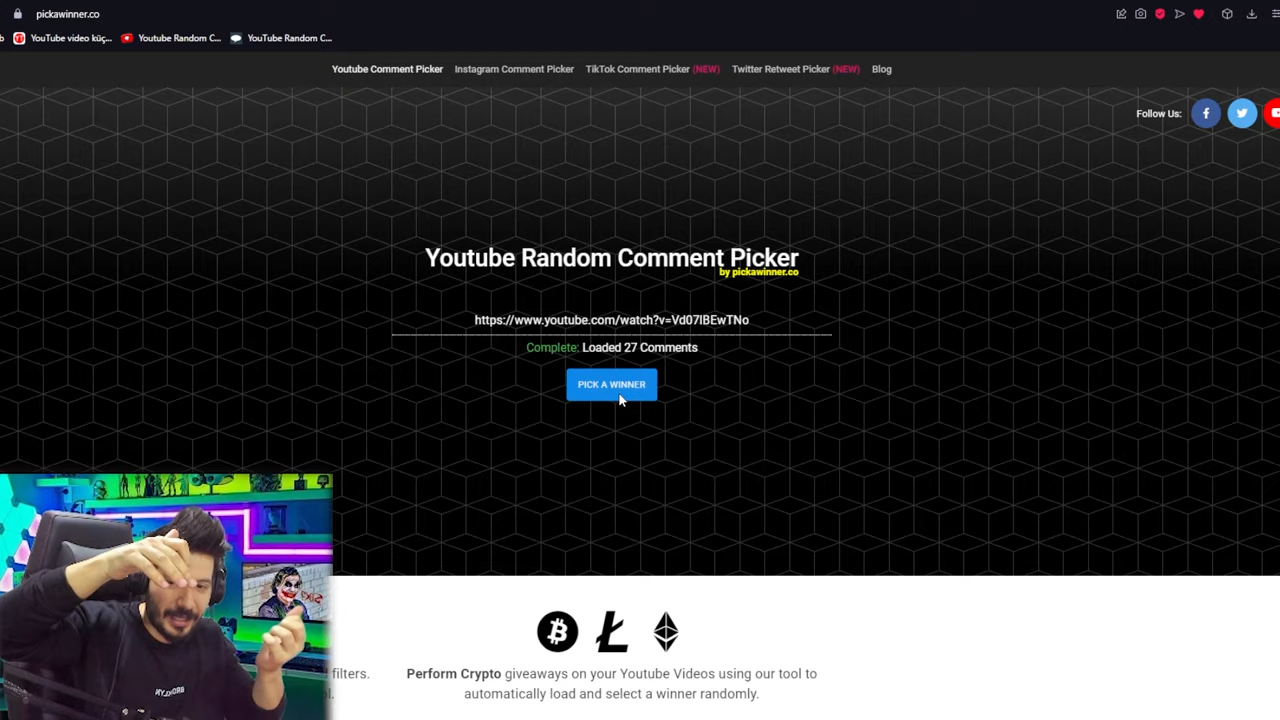 pickawinner.co
b YouTube video küç... Youtube Random C... YouTube Random C...
Youtube Comment Picker Instagram Comment Picker TikTok Comment Picker (NEW) Twitter Retweet Picker (NEW) Blog
Follow Us:
Youtube Random Comment Picker
by pickawinner.co
https://www.youtube.com/watch?v=Vd07IBEwTNo
Complete: Loaded 27 Comments
PICK A WINNER
filters. Perform Crypto giveaways on your Youtube Videos using our tool to
l. automatically load and select a winner randomly.
BROKLYN